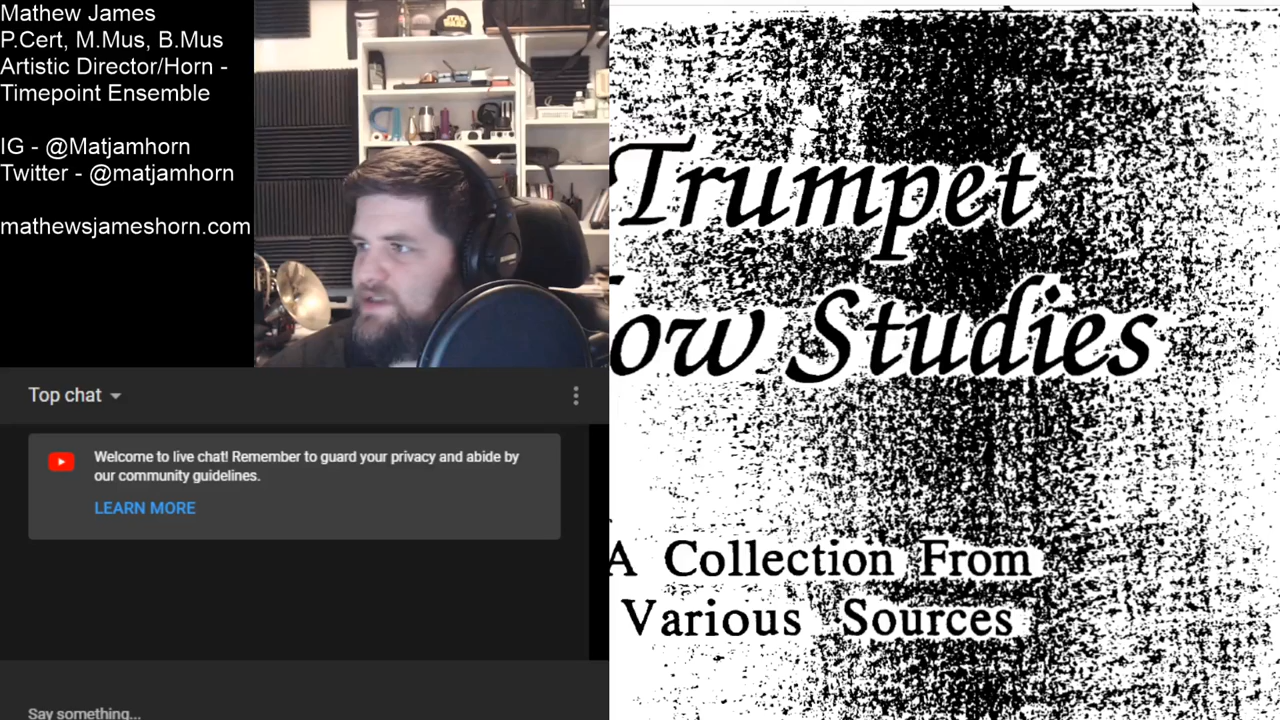 Mathew James
P.Cert, M.Mus, B.Mus
Artistic Director/Horn -
Timepoint Ensemble
IG - @Matjamhorn
Twitter - @matjamhorn
mathewsjameshorn.com
Top chat
Welcome to live chat! Remember to guard your privacy and abide by
our community guidelines.
LEARN MORE
Say something...
Trumpet
ow Studies
A Collection From
Various Sources